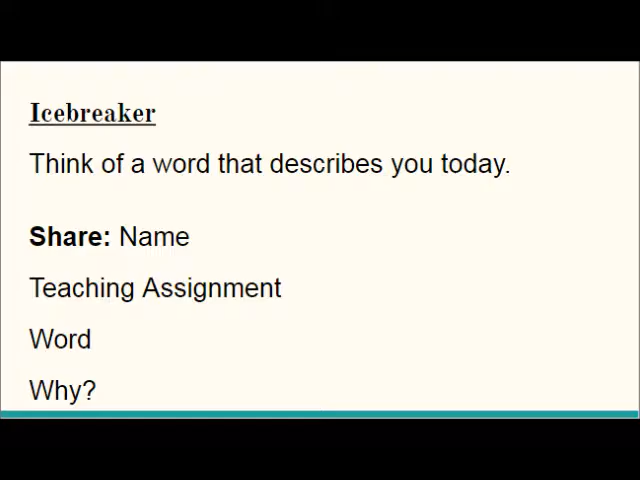 Icebreaker
Think of a word that describes you today.
Share: Name
Teaching Assignment
Word
Why?